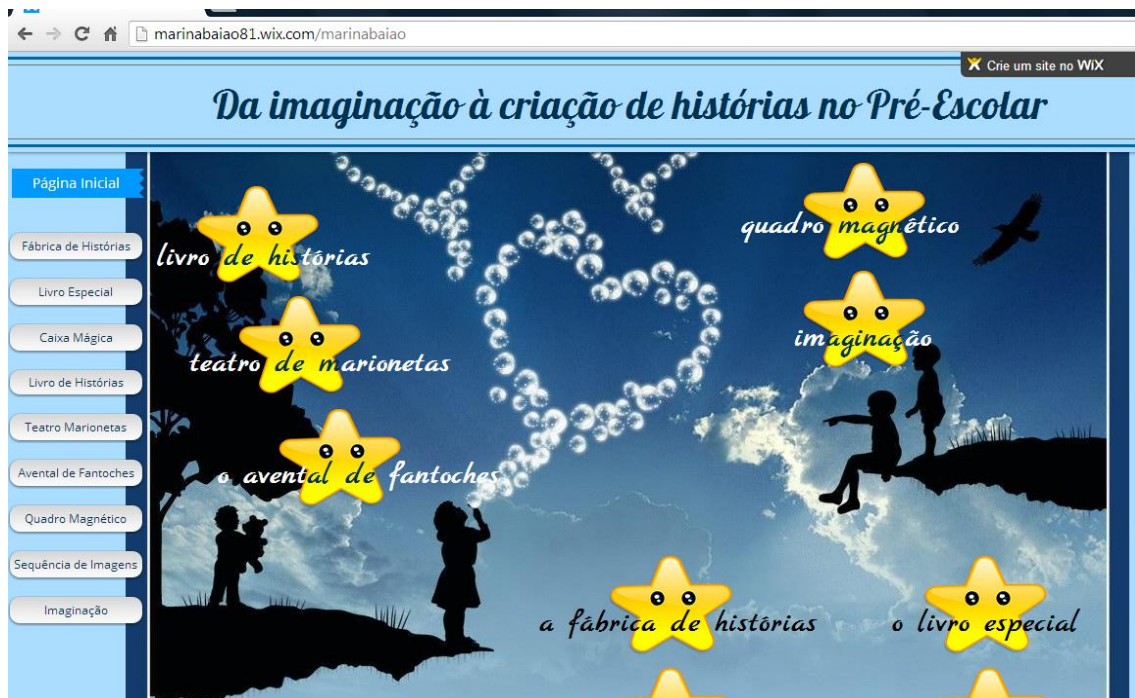 marinabaiao81.wix.com/marinabaiao
Crie um site no WiX
Da imaginação à criação de histórias no Pré-Escolar
Página Inicial
Fábrica de Histórias
Livro Especial
Caixa Mágica
Livro de Histórias
Teatro Marionetas
Avental de Fantoches
Quadro Magnético
Sequência de Imagens
Imaginação
livro de histórias
teatro de marionetas
o avental de fantoches
quadro magnético
imaginação
a fábrica de histórias
o livro especial